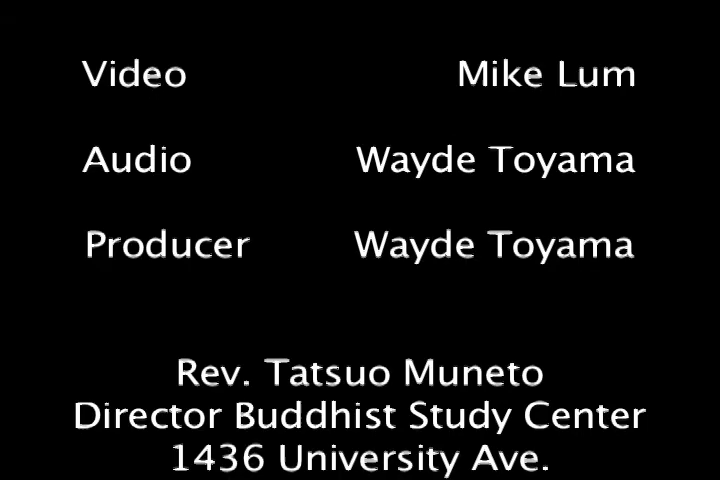 Video Mike Lum
Audio Wayde Toyama
Producer Wayde Toyama
Rev. Tatsuo Muneto
Director Buddhist Study Center
1436 University Ave.